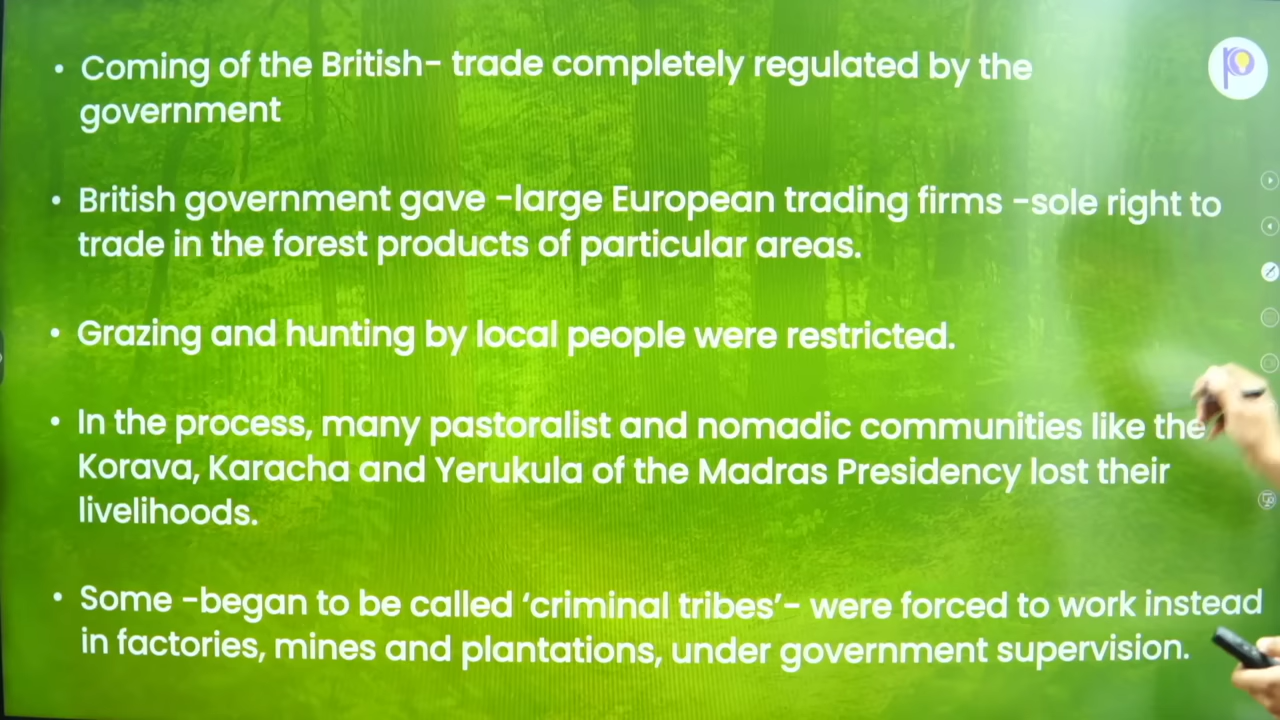 • Coming of the British- trade completely regulated by the
government
• British government gave -large European trading firms -sole right to
trade in the forest products of particular areas.
• Grazing and hunting by local people were restricted.
• In the process, many pastoralist and nomadic communities like the
Korava, Karacha and Yerukula of the Madras Presidency lost their
livelihoods.
• Some -began to be called ‘criminal tribes’- were forced to work instead
in factories, mines and plantations, under government supervision.